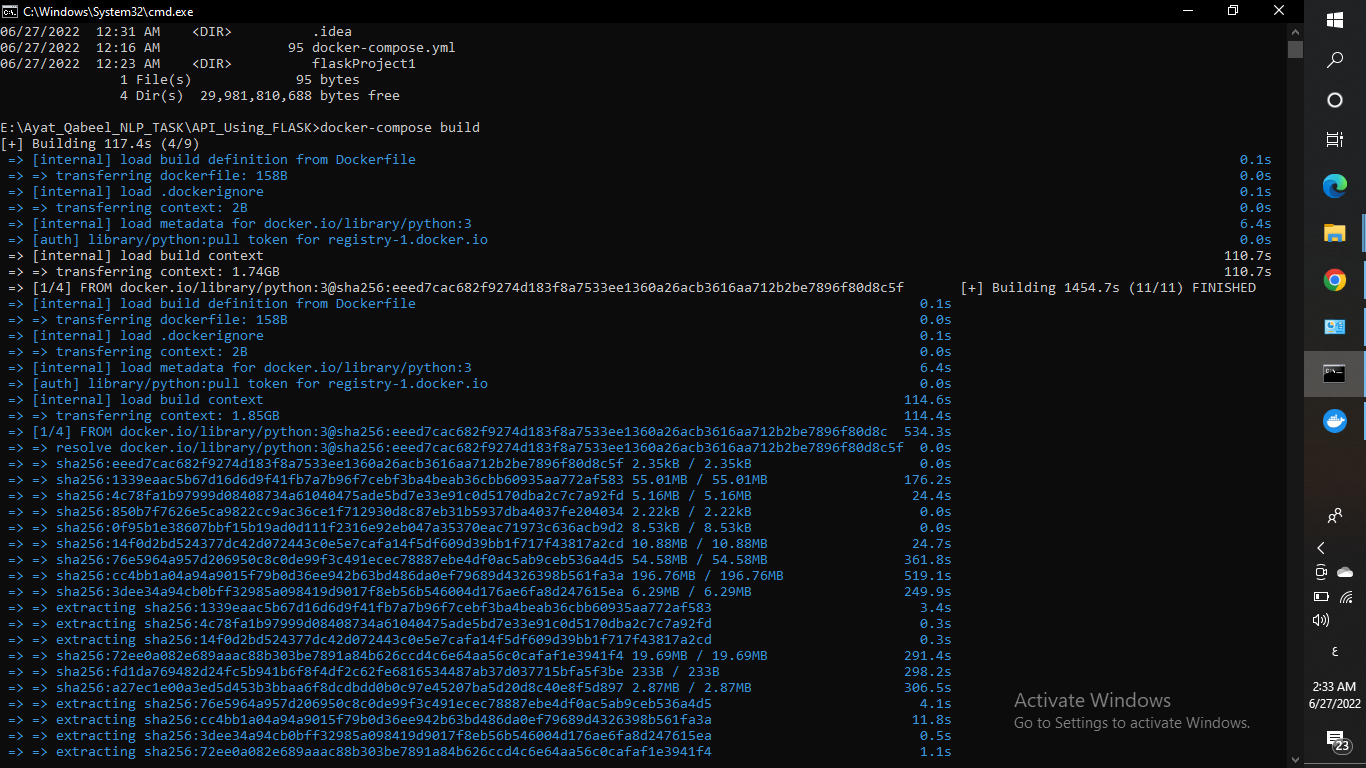 C:\Windows\System32\cmd.exe
06/27/2022  12:31 AM    <DIR>          .idea
06/27/2022  12:16 AM                95 docker-compose.yml
06/27/2022  12:23 AM    <DIR>          flaskProject1
               1 File(s)             95 bytes
               4 Dir(s)  29,981,810,688 bytes free
E:\Ayat_Qabeel_NLP_TASK\API_Using_FLASK>docker-compose build
[+] Building 117.4s (4/9)
=> [internal] load build definition from Dockerfile 0.1s
=> => transferring dockerfile: 158B 0.0s
=> [internal] load .dockerignore 0.1s
=> => transferring context: 2B 0.0s
=> [internal] load metadata for docker.io/library/python:3 6.4s
=> [auth] library/python:pull token for registry-1.docker.io 0.0s
=> [internal] load build context 110.7s
=> => transferring context: 1.74GB 110.7s
=> [1/4] FROM docker.io/library/python:3@sha256:eeed7cac682f9274d183f8a7533ee1360a26acb3616aa712b2be7896f80d8c5f [+] Building 1454.7s (11/11) FINISHED
=> [internal] load build definition from Dockerfile 0.1s
=> => transferring dockerfile: 158B 0.0s
=> [internal] load .dockerignore 0.1s
=> => transferring context: 2B 0.0s
=> [internal] load metadata for docker.io/library/python:3 6.4s
=> [auth] library/python:pull token for registry-1.docker.io 0.0s
=> [internal] load build context 114.6s
=> => transferring context: 1.85GB 114.4s
=> [1/4] FROM docker.io/library/python:3@sha256:eeed7cac682f9274d183f8a7533ee1360a26acb3616aa712b2be7896f80d8c 534.3s
=> => resolve docker.io/library/python:3@sha256:eeed7cac682f9274d183f8a7533ee1360a26acb3616aa712b2be7896f80d8c5f 0.0s
=> => sha256:eeed7cac682f9274d183f8a7533ee1360a26acb3616aa712b2be7896f80d8c5f 2.35kB / 2.35kB 0.0s
=> => sha256:1339eaac5b67d16d6d9f41fb7a7b96f7cebf3ba4beab36cbb60935aa772af583 55.01MB / 55.01MB 176.2s
=> => sha256:4c78fa1b97999d08408734a61040475ade5bd7e33e91c0d5170dba2c7c7a92fd 5.16MB / 5.16MB 24.4s
=> => sha256:850b7f7626e5ca9822cc9ac36ce1f712930d8c87eb31b5937dba4037fe204034 2.22kB / 2.22kB 0.0s
=> => sha256:0f95b1e38607bbf15b19ad0d111f2316e92eb047a35370eac71973c636acb9d2 8.53kB / 8.53kB 0.0s
=> => sha256:14f0d2bd524377dc42d072443c0e5e7cafa14f5df609d39bb1f717f43817a2cd 10.88MB / 10.88MB 24.7s
=> => sha256:76e5964a957d206950c8c0de99f3c491ecec78887ebe4df0ac5ab9ceb536a4d5 54.58MB / 54.58MB 361.8s
=> => sha256:cc4bb1a04a94a9015f79b0d36ee942b63bd486da0ef79689d4326398b561fa3a 196.76MB / 196.76MB 519.1s
=> => sha256:3dee34a94cb0bff32985a098419d9017f8eb56b546004d176ae6fa8d247615ea 6.29MB / 6.29MB 249.9s
=> => extracting sha256:1339eaac5b67d16d6d9f41fb7a7b96f7cebf3ba4beab36cbb60935aa772af583 3.4s
=> => extracting sha256:4c78fa1b97999d08408734a61040475ade5bd7e33e91c0d5170dba2c7c7a92fd 0.3s
=> => extracting sha256:14f0d2bd524377dc42d072443c0e5e7cafa14f5df609d39bb1f717f43817a2cd 0.3s
=> => sha256:72ee0a082e689aaac88b303be7891a84b626ccd4c6e64aa56c0cafaf1e3941f4 19.69MB / 19.69MB 291.4s
=> => sha256:fd1da769482d24fc5b941b6f8f4df2c62fe6816534487ab37d037715bfa5f3be 233B / 233B 298.2s
=> => sha256:a27ec1e00a3ed5d453b3bbaa6f8dcdbdd0b0c97e45207ba5d20d8c40e8f5d897 2.87MB / 2.87MB 306.5s
=> => extracting sha256:76e5964a957d206950c8c0de99f3c491ecec78887ebe4df0ac5ab9ceb536a4d5 4.1s
=> => extracting sha256:cc4bb1a04a94a9015f79b0d36ee942b63bd486da0ef79689d4326398b561fa3a 11.8s
=> => extracting sha256:3dee34a94cb0bff32985a098419d9017f8eb56b546004d176ae6fa8d247615ea 0.5s
=> => extracting sha256:72ee0a082e689aaac88b303be7891a84b626ccd4c6e64aa56c0cafaf1e3941f4 1.1s
Activate Windows
Go to Settings to activate Windows.
ع
2:33 AM
6/27/2022
23